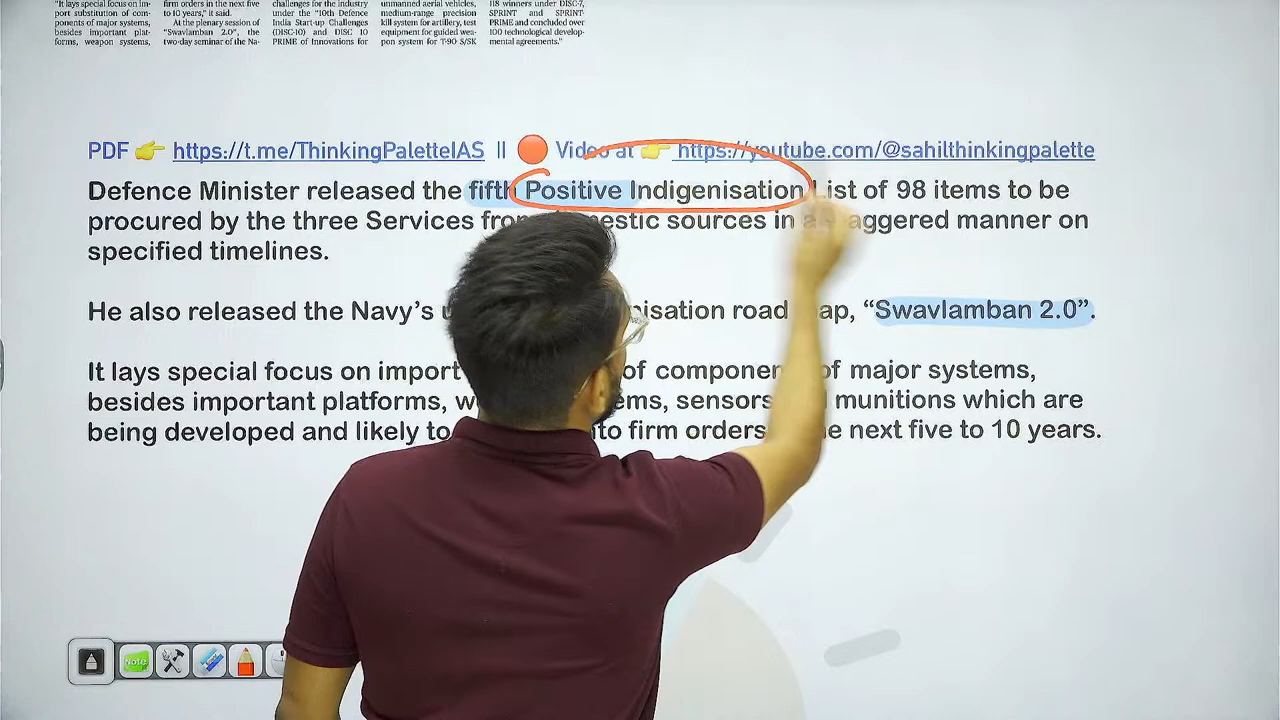 "It lays special focus on im-
port substitution of com-
ponents of major systems,
besides important plat-
forms, weapon systems,
firm orders in the next five
to 10 years," it said.
At the plenary session of
"Swavlamban 2.0", the
two-day seminar of the Na-
challenges for the industry
under the "10th Defence
India Start-up Challenges
(DISC-10) and DISC 10
PRIME of Innovations for
unmanned aerial vehicles,
medium-range precision
kill system for artillery, test
equipment for guided wea-
pon system for T-90 S/SK
118 winners under DISC-7,
SPRINT and SPRINT-
PRIME and concluded over
100 technological develop-
mental agreements."
PDF 👉 https://t.me/ThinkingPaletteIAS || 🔴 Video at 👉 https://youtube.com/@sahilthinkingpalette
Defence Minister released the fifth Positive Indigenisation List of 98 items to be
procured by the three Services from domestic sources in a staggered manner on
specified timelines.
He also released the Navy's isation road map, “Swavlamban 2.0”.
It lays special focus on import of components of major systems,
besides important platforms, sensors munitions which are
being developed and likely to into firm orders next five to 10 years.
Note